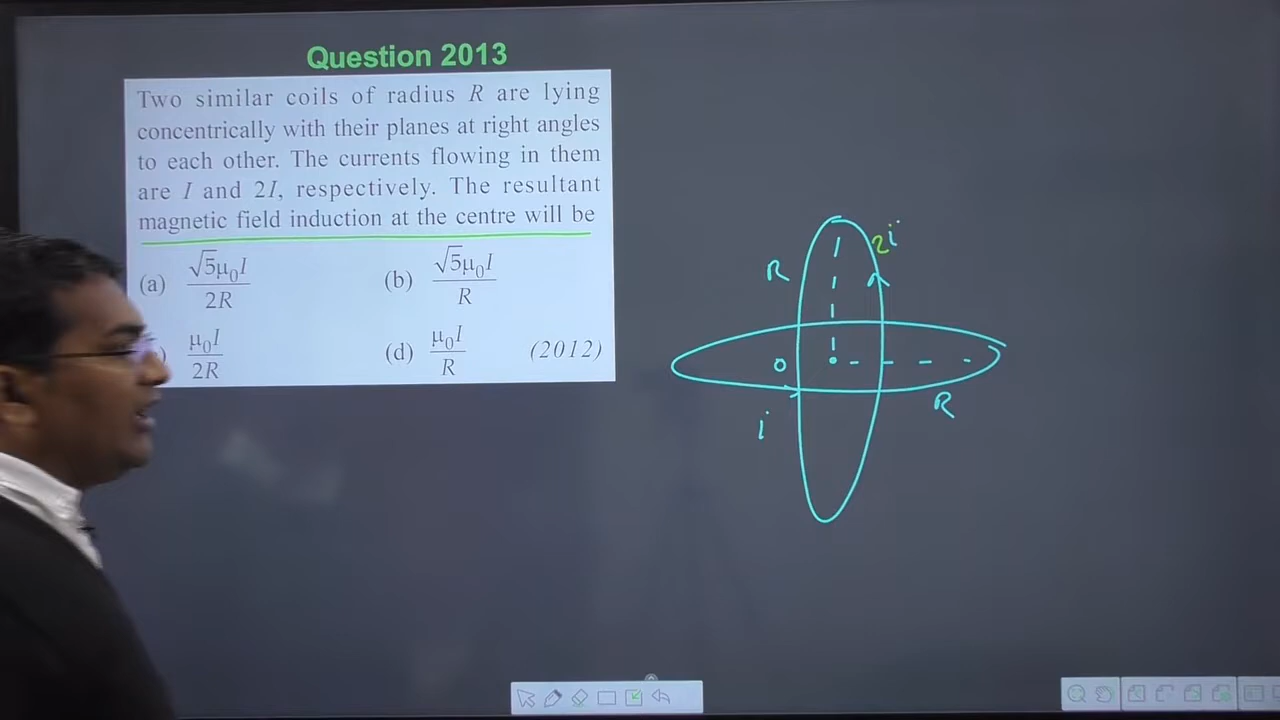 Question 2013
Two similar coils of radius R are lying
concentrically with their planes at right angles
to each other. The currents flowing in them
are I and 2I, respectively. The resultant
magnetic field induction at the centre will be
(a) √5μ₀I / 2R (b) √5μ₀I / R
) μ₀I / 2R (d) μ₀I / R (2012)
2i
R
o
R
i